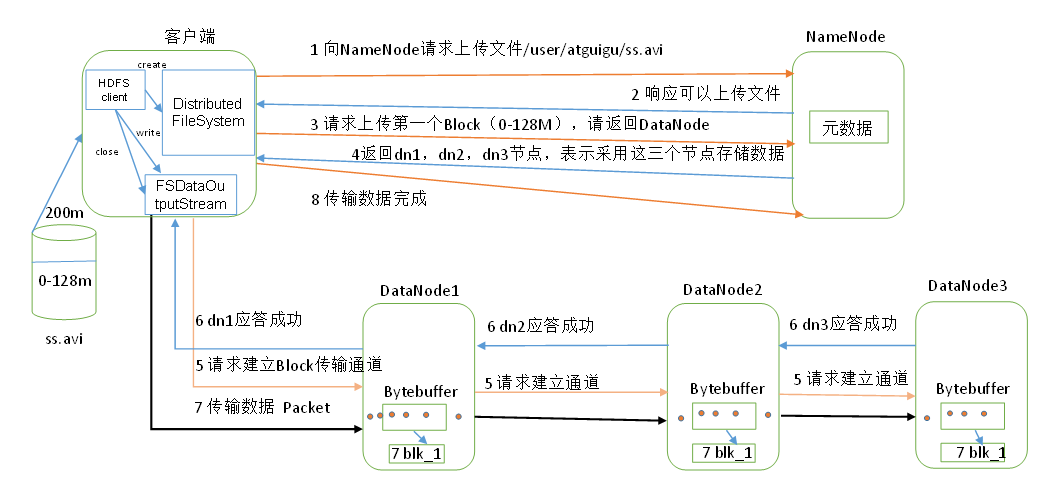 客户端
NameNode
1 向NameNode请求上传文件/user/atguigu/ss.avi
create
HDFS
client
Distributed
FileSystem
2 响应可以上传文件
元数据
write
3 请求上传第一个Block（0-128M），请返回DataNode
close
4返回dn1，dn2，dn3节点，表示采用这三个节点存储数据
FSDataOu
tputStream
8 传输数据完成
200m
0-128m
ss.avi
DataNode1
DataNode2
DataNode3
6 dn1应答成功
6 dn2应答成功
6 dn3应答成功
5 请求建立Block传输通道
5 请求建立通道
5 请求建立通道
Bytebuffer
Bytebuffer
Bytebuffer
7 传输数据 Packet
7 blk_1
7 blk_1
7 blk_1